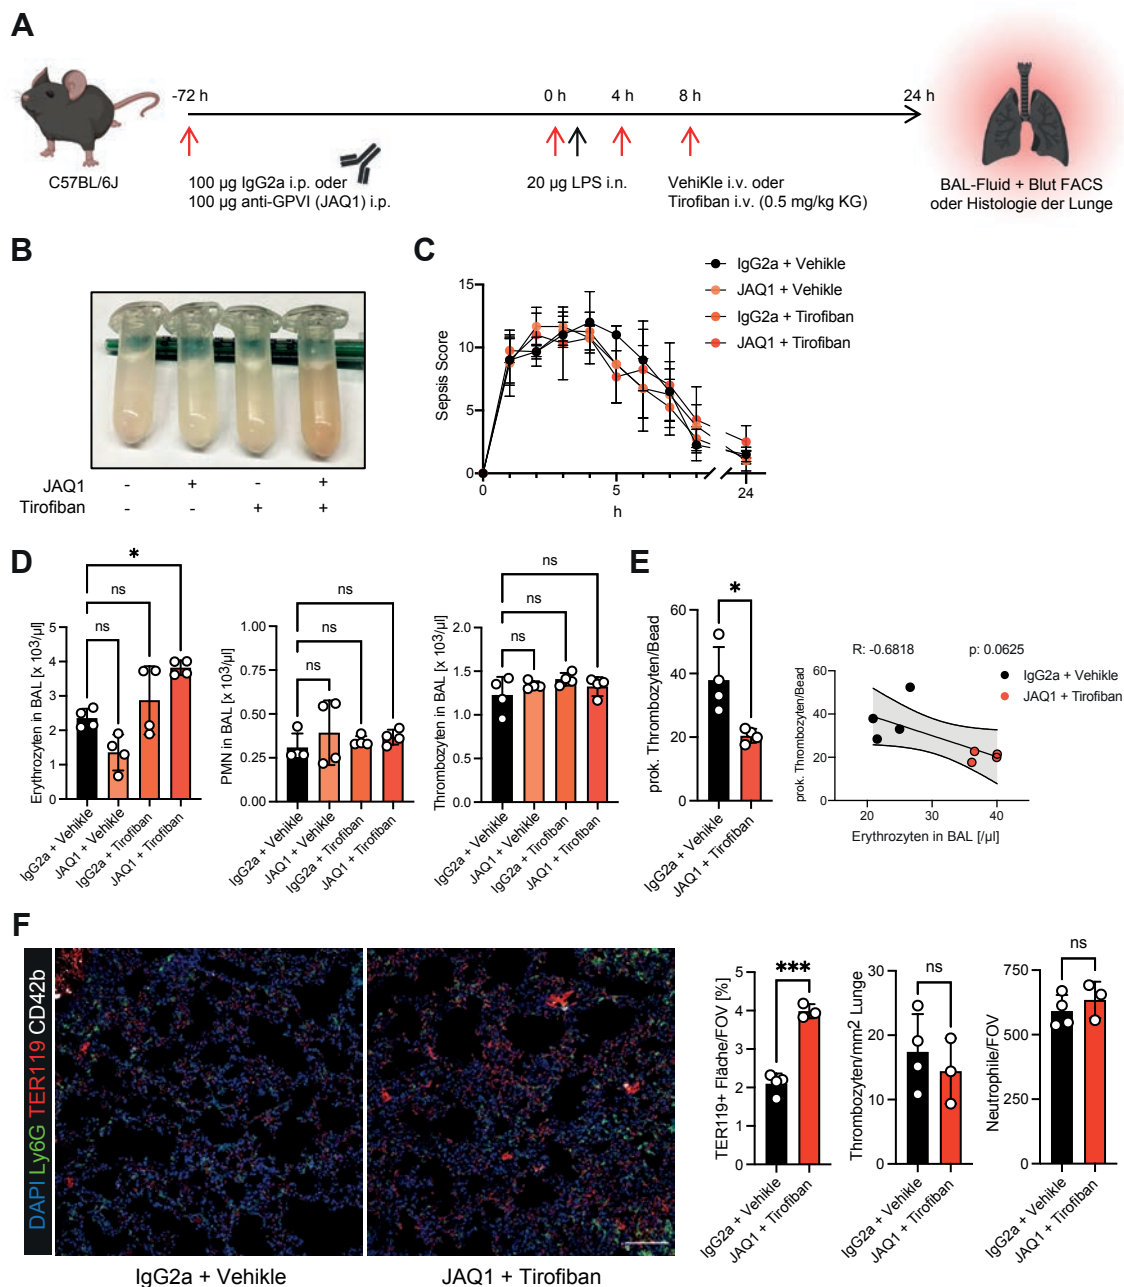 A
-72 h
0 h
4 h
8 h
24 h
C57BL/6J
100 µg IgG2a i.p. oder
100 µg anti-GPVI (JAQ1) i.p.
20 µg LPS i.n.
VehiKle i.v. oder
Tirofiban i.v. (0.5 mg/kg KG)
BAL-Fluid + Blut FACS
oder Histologie der Lunge
B
JAQ1 - + - +
Tirofiban - - + +
C
IgG2a + Vehikle
JAQ1 + Vehikle
IgG2a + Tirofiban
JAQ1 + Tirofiban
Sepsis Score
15
10
5
0
0 5 24
h
D
Erythrozyten in BAL [x 10³/µl]
5
4
3
2
1
0
ns
ns
*
IgG2a + Vehikle
JAQ1 + Vehikle
IgG2a + Tirofiban
JAQ1 + Tirofiban
PMN in BAL [x 10³/µl]
1.00
0.75
0.50
0.25
0.00
ns
ns
ns
IgG2a + Vehikle
JAQ1 + Vehikle
IgG2a + Tirofiban
JAQ1 + Tirofiban
Thrombozyten in BAL [x 10³/µl]
2.0
1.5
1.0
0.5
0.0
ns
ns
ns
IgG2a + Vehikle
JAQ1 + Vehikle
IgG2a + Tirofiban
JAQ1 + Tirofiban
E
prok. Thrombozyten/Bead
60
40
20
0
*
IgG2a + Vehikle
JAQ1 + Tirofiban
R: -0.6818 p: 0.0625
IgG2a + Vehikle
JAQ1 + Tirofiban
prok. Thrombozyten/Bead
60
40
20
0
20 30 40
Erythrozyten in BAL [/µl]
F
DAPI Ly6G TER119 CD42b
IgG2a + Vehikle
JAQ1 + Tirofiban
TER119+ Fläche/FOV [%]
5
4
3
2
1
0
***
IgG2a + Vehikle
JAQ1 + Tirofiban
Thrombozyten/mm2 Lunge
30
20
10
0
ns
IgG2a + Vehikle
JAQ1 + Tirofiban
Neutrophile/FOV
750
500
250
0
ns
IgG2a + Vehikle
JAQ1 + Tirofiban